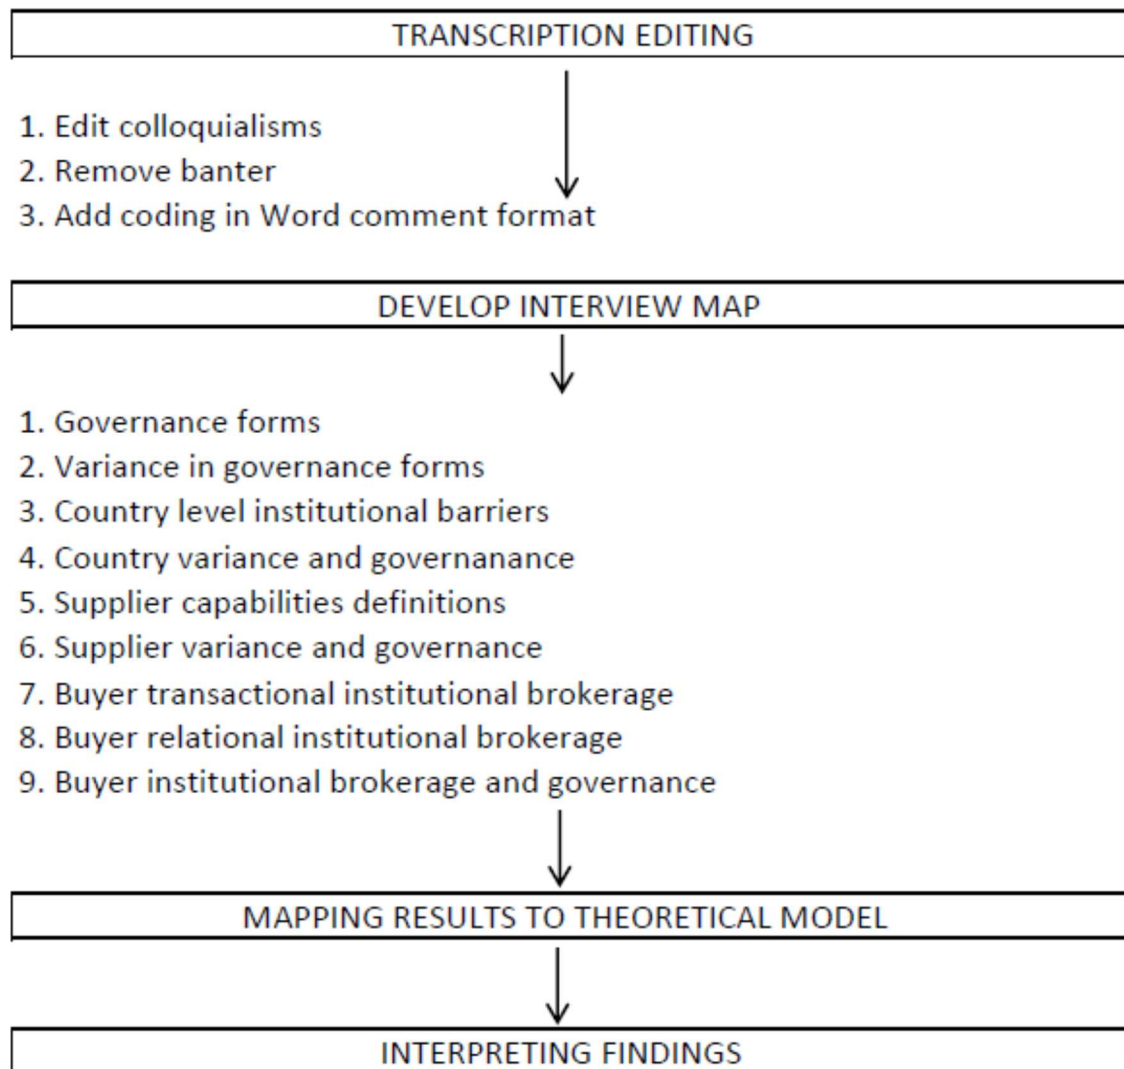 TRANSCRIPTION EDITING
1. Edit colloquialisms
2. Remove banter
3. Add coding in Word comment format
DEVELOP INTERVIEW MAP
1. Governance forms
2. Variance in governance forms
3. Country level institutional barriers
4. Country variance and governanance
5. Supplier capabilities definitions
6. Supplier variance and governance
7. Buyer transactional institutional brokerage
8. Buyer relational institutional brokerage
9. Buyer institutional brokerage and governance
MAPPING RESULTS TO THEORETICAL MODEL
INTERPRETING FINDINGS